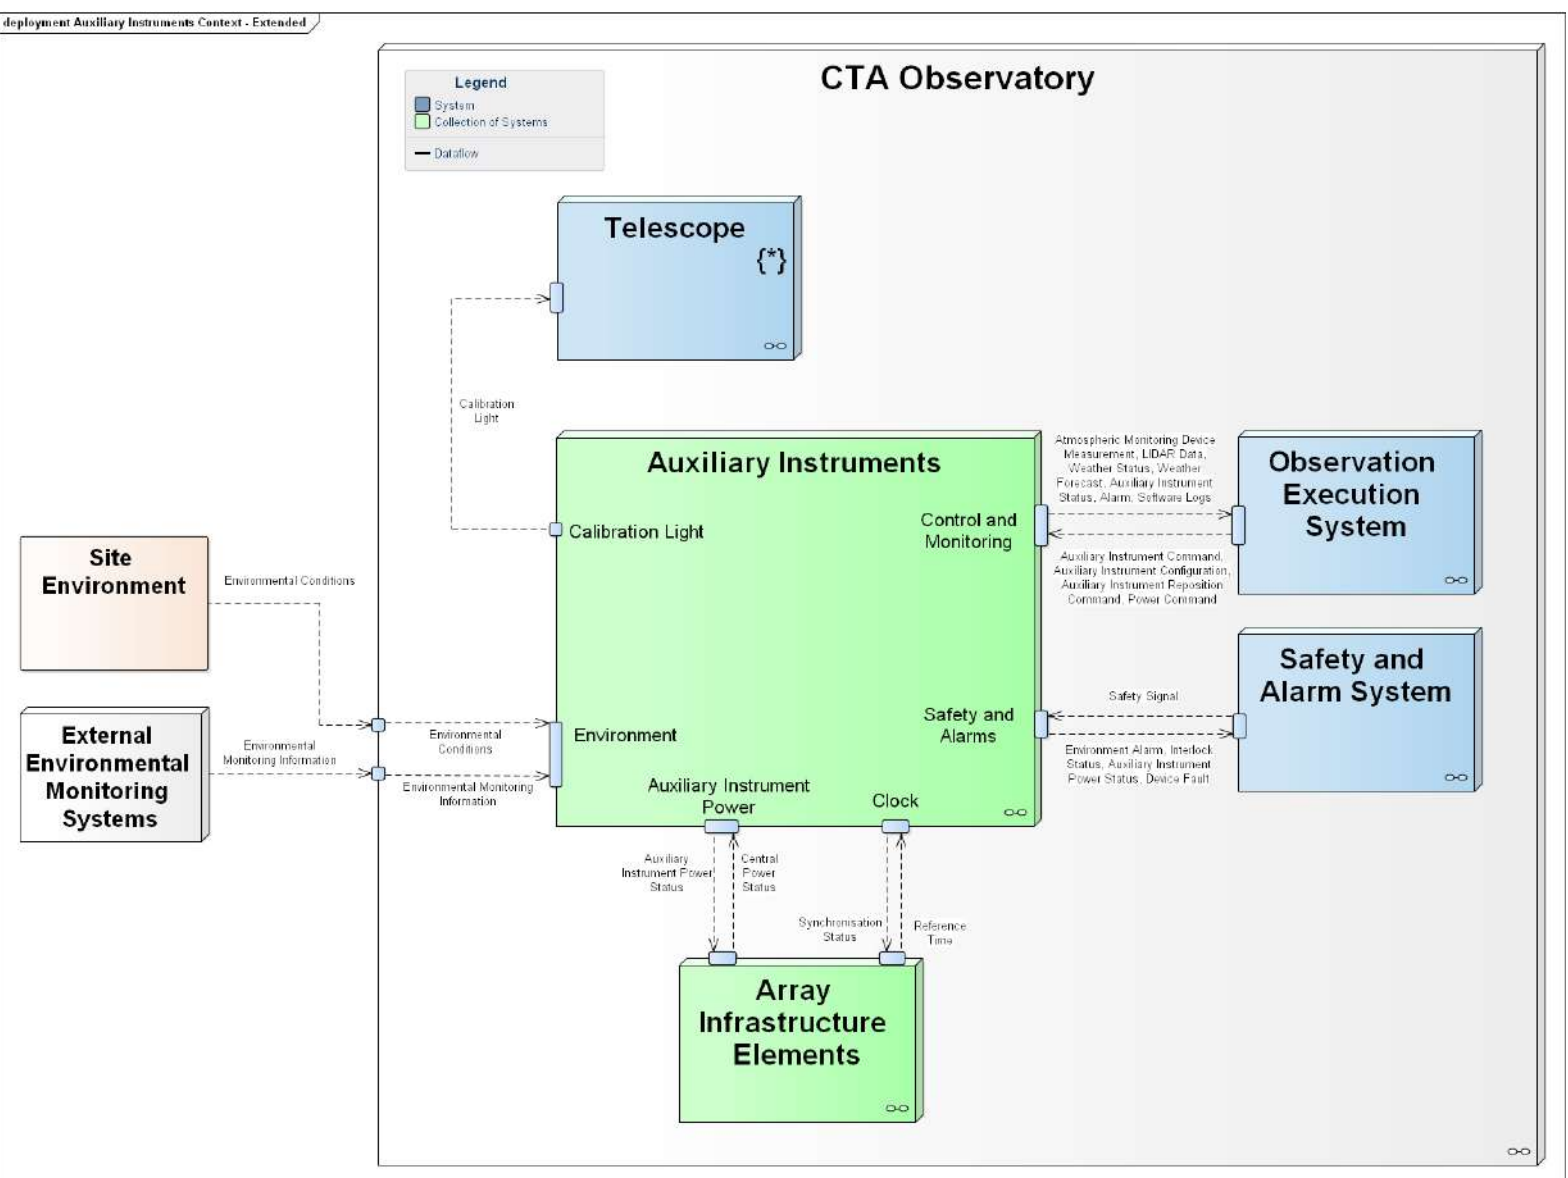 deployment Auxiliary Instruments Context - Extended
CTA Observatory
Legend
System
Collection of Systems
Dataflow
Telescope
{*}
Calibration
Light
Auxiliary Instruments
Calibration Light
Control and
Monitoring
Atmospheric Monitoring Device
Measurement, LIDAR Data,
Weather Status, Weather
Forecast, Auxiliary Instrument
Status, Alarm, Software Logs
Auxiliary Instrument Command,
Auxiliary Instrument Configuration,
Auxiliary Instrument Reposition
Command, Power Command
Observation
Execution
System
Site
Environment
Environmental Conditions
External
Environmental
Monitoring
Systems
Environmental
Monitoring Information
Environmental
Conditions
Environmental Monitoring
Information
Environment
Safety and
Alarms
Safety Signal
Environment Alarm, Interlock
Status, Auxiliary Instrument
Power Status, Device Fault
Safety and
Alarm System
Auxiliary Instrument
Power
Clock
Auxiliary
Instrument Power
Status
Central
Power
Status
Synchronisation
Status
Reference
Time
Array
Infrastructure
Elements